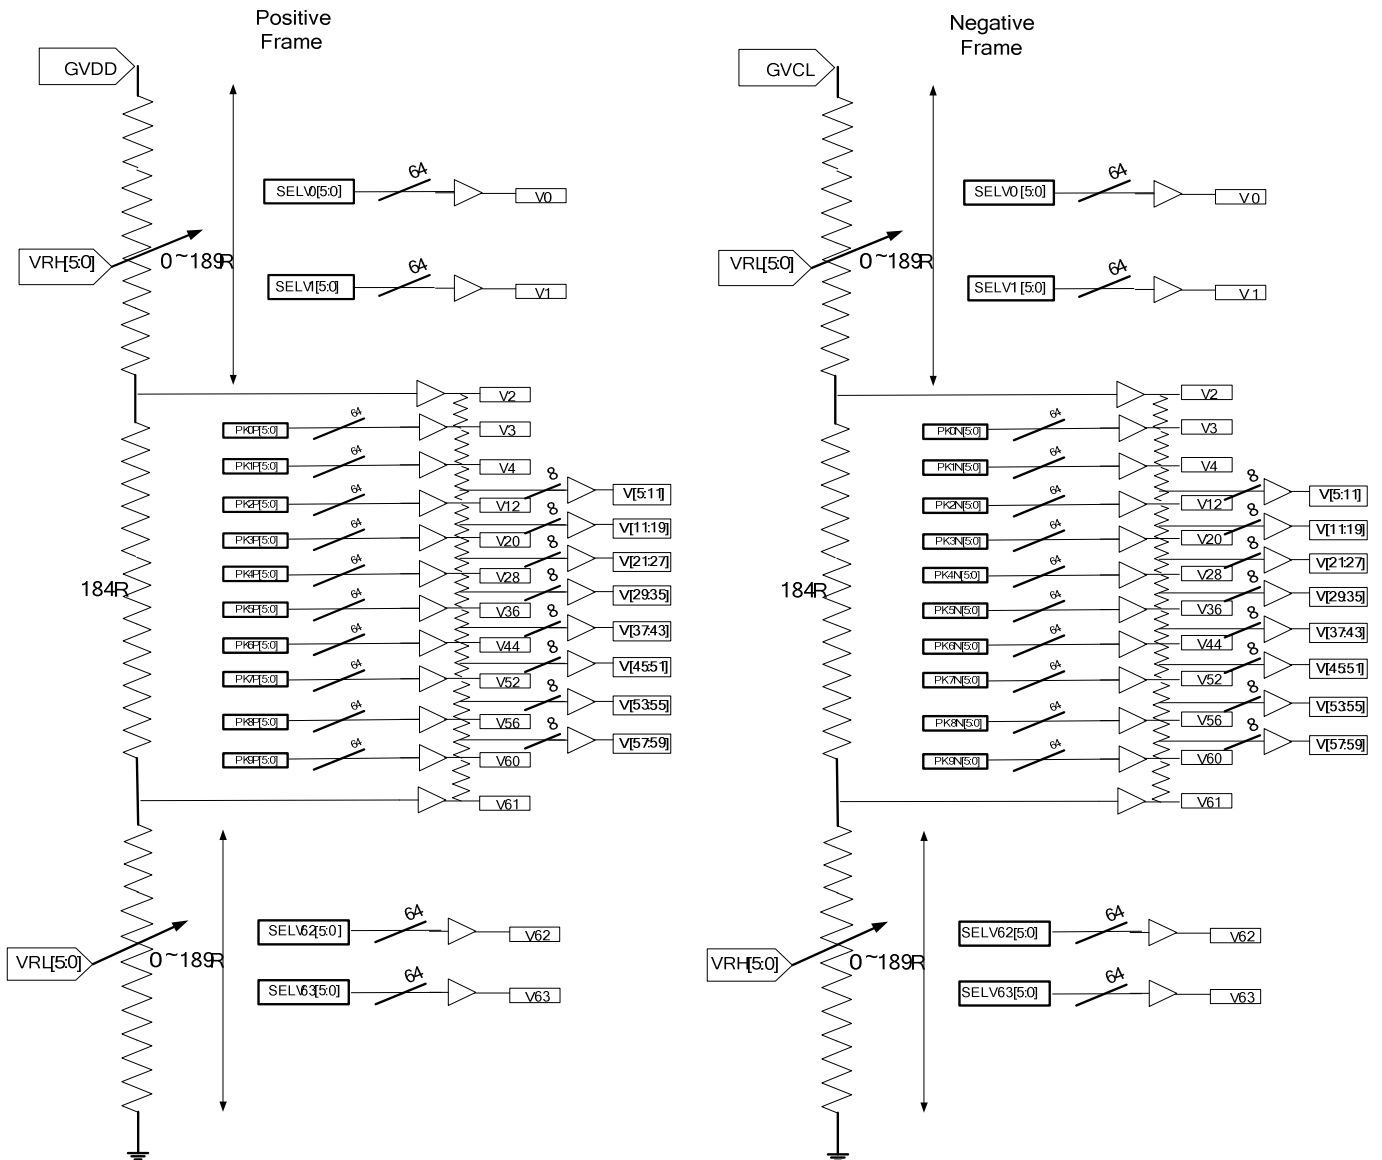 Positive
Frame
GVDD
64
SELV0[5:0]
V0
VRH[5:0]
0~189R
64
SELV1[5:0]
V1
V2
64
PK0P[5:0]
V3
64
PK1P[5:0]
V4
8
V[5:11]
64
PK2P[5:0]
V12
8
V[11:19]
64
PK3P[5:0]
V20
8
V[21:27]
64
PK4P[5:0]
V28
8
V[29:35]
184R
64
PK5P[5:0]
V36
8
V[37:43]
64
PK6P[5:0]
V44
8
V[45:51]
64
PK7P[5:0]
V52
8
V[53:55]
64
PK8P[5:0]
V56
8
V[57:59]
64
PK9P[5:0]
V60
V61
64
SELV62[5:0]
V62
VRL[5:0]
0~189R
64
SELV63[5:0]
V63
Negative
Frame
GVCL
64
SELV0[5:0]
V0
VRL[5:0]
0~189R
64
SELV1[5:0]
V1
V2
64
PK0N[5:0]
V3
64
PK1N[5:0]
V4
8
V[5:11]
64
PK2N[5:0]
V12
8
V[11:19]
64
PK3N[5:0]
V20
8
V[21:27]
64
PK4N[5:0]
V28
8
V[29:35]
184R
64
PK5N[5:0]
V36
8
V[37:43]
64
PK6N[5:0]
V44
8
V[45:51]
64
PK7N[5:0]
V52
8
V[53:55]
64
PK8N[5:0]
V56
8
V[57:59]
64
PK9N[5:0]
V60
V61
64
SELV62[5:0]
V62
VRH[5:0]
0~189R
64
SELV63[5:0]
V63